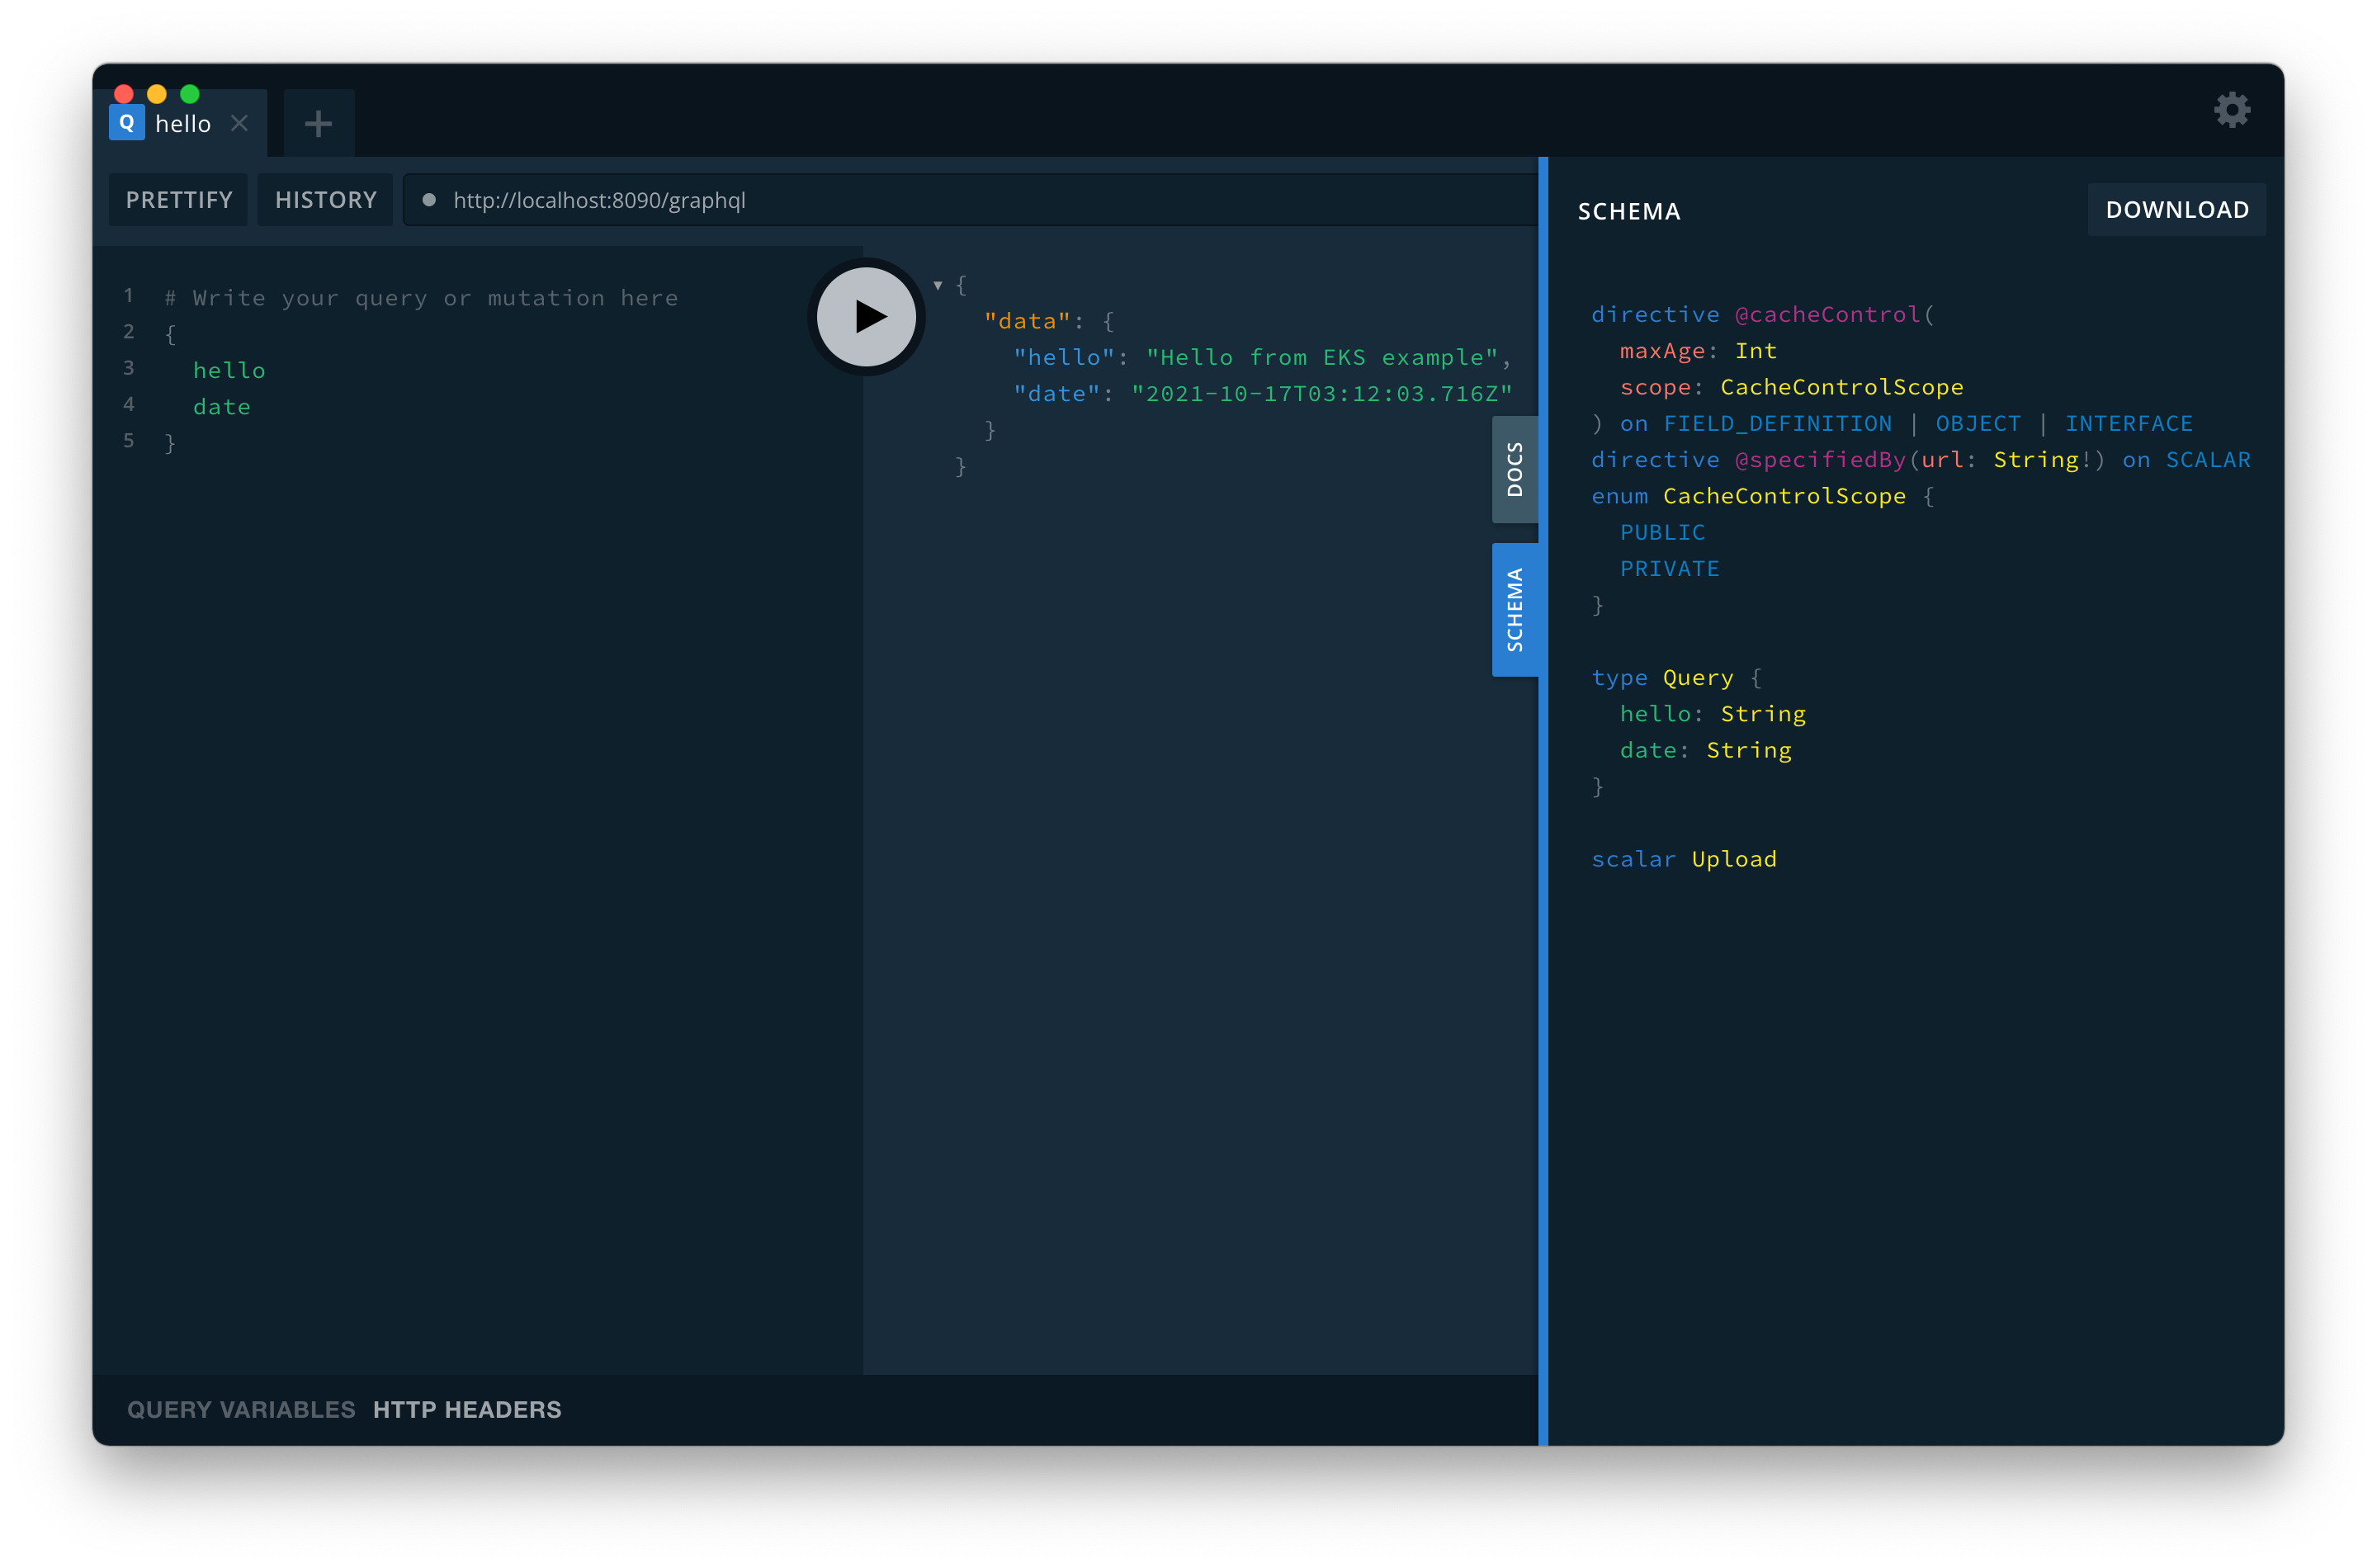 Q hello
PRETTIFY HISTORY http://localhost:8090/graphql
1 # Write your query or mutation here
2 {
3   hello
4   date
5 }
{
  "data": {
    "hello": "Hello from EKS example",
    "date": "2021-10-17T03:12:03.716Z"
  }
}
DOCS
SCHEMA
SCHEMA DOWNLOAD
directive @cacheControl(
  maxAge: Int
  scope: CacheControlScope
) on FIELD_DEFINITION | OBJECT | INTERFACE
directive @specifiedBy(url: String!) on SCALAR
enum CacheControlScope {
  PUBLIC
  PRIVATE
}
type Query {
  hello: String
  date: String
}
scalar Upload
QUERY VARIABLES HTTP HEADERS